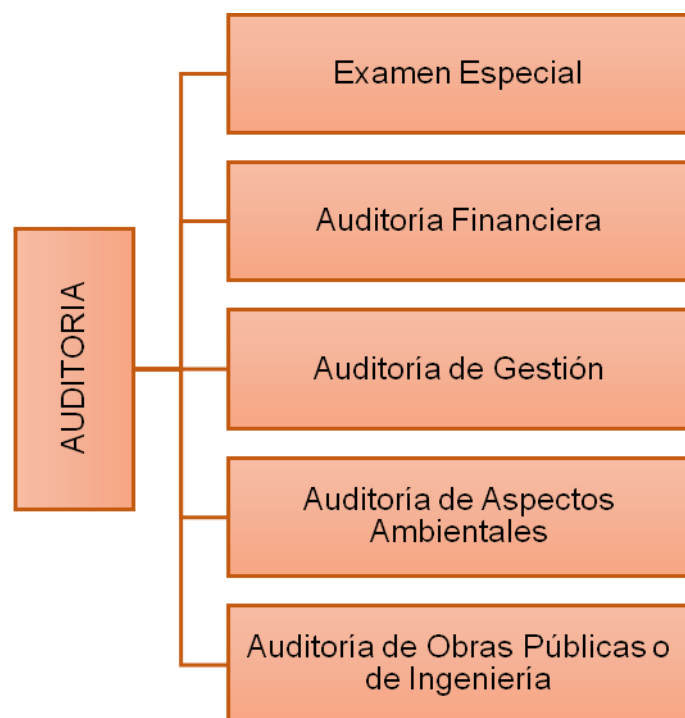 AUDITORIA
Examen Especial
Auditoría Financiera
Auditoría de Gestión
Auditoría de Aspectos
Ambientales
Auditoría de Obras Públicas o
de Ingeniería